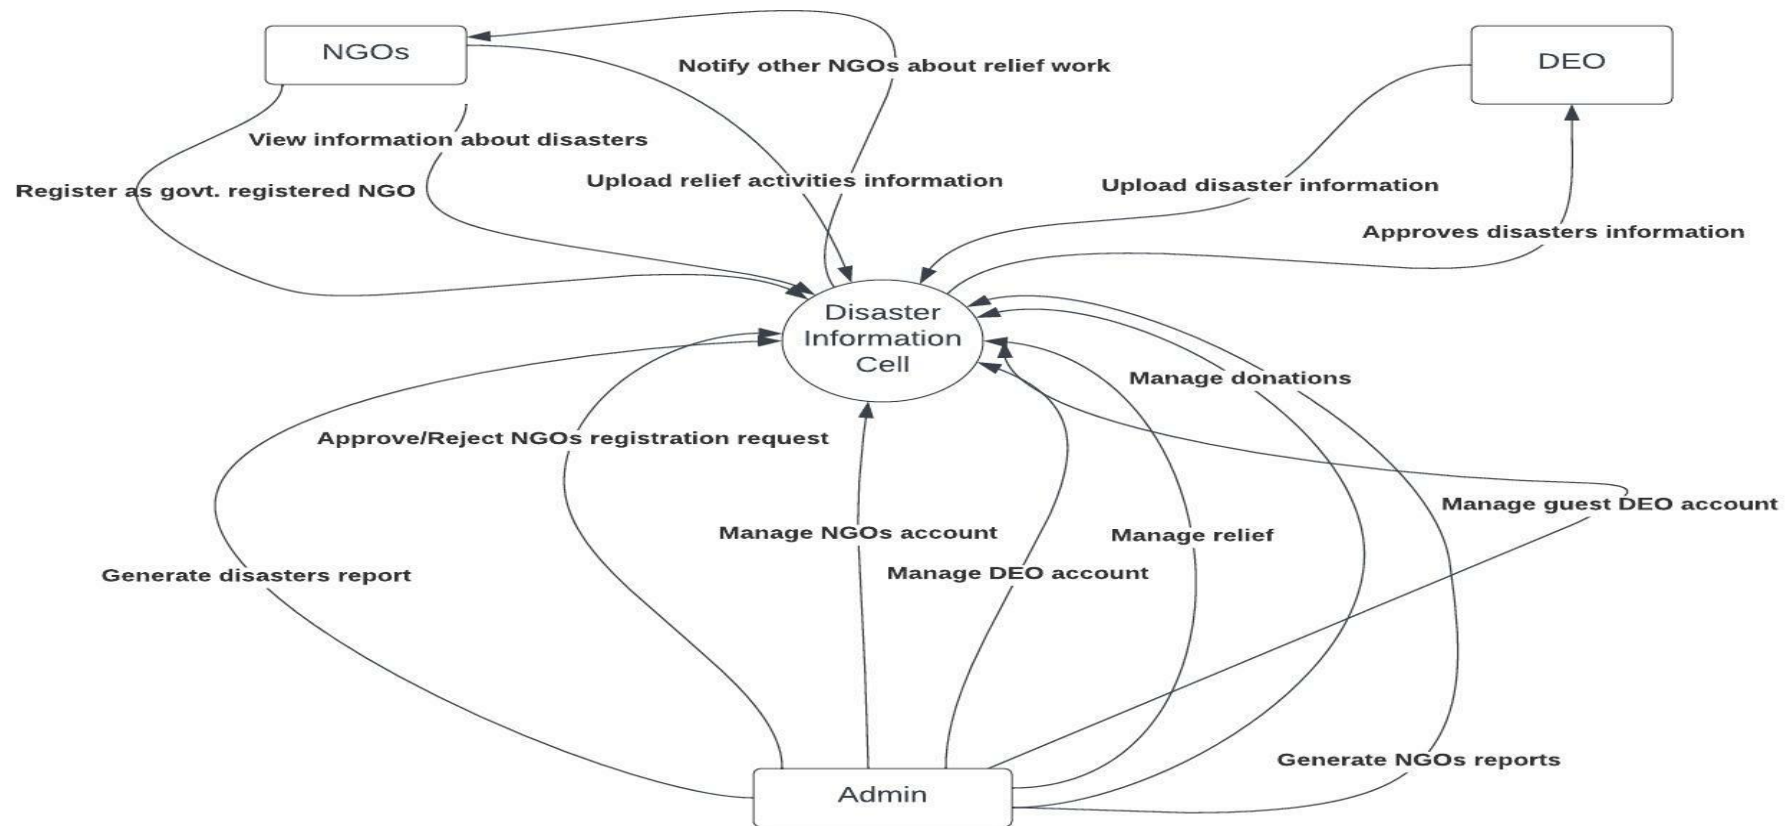 NGOs
DEO
Notify other NGOs about relief work
View information about disasters
Register as govt. registered NGO
Upload relief activities information
Upload disaster information
Approves disasters information
Disaster
Information
Cell
Manage donations
Approve/Reject NGOs registration request
Manage guest DEO account
Manage NGOs account
Manage relief
Manage DEO account
Generate disasters report
Generate NGOs reports
Admin